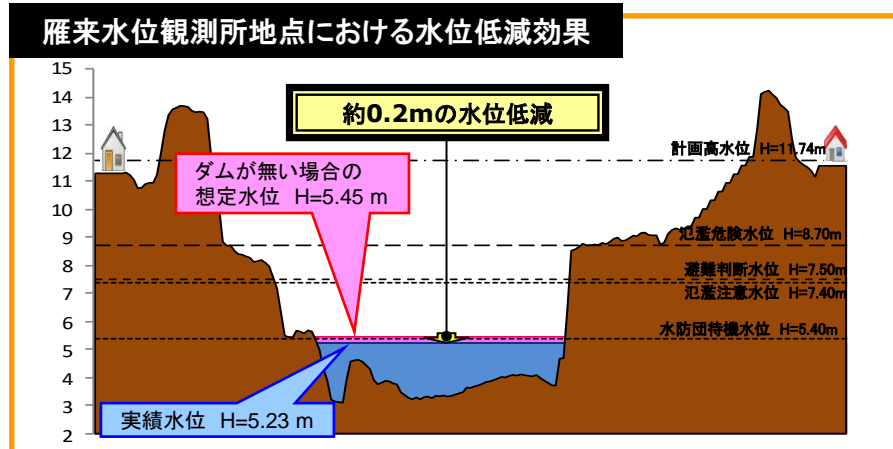 雁来水位観測所地点における水位低減効果
15
14
13
12
11
10
9
8
7
6
5
4
3
2
約0.2mの水位低減
ダムが無い場合の
想定水位 H=5.45 m
実績水位 H=5.23 m
計画高水位 H=11.74m
氾濫危険水位 H=8.70m
避難判断水位 H=7.50m
氾濫注意水位 H=7.40m
水防団待機水位 H=5.40m